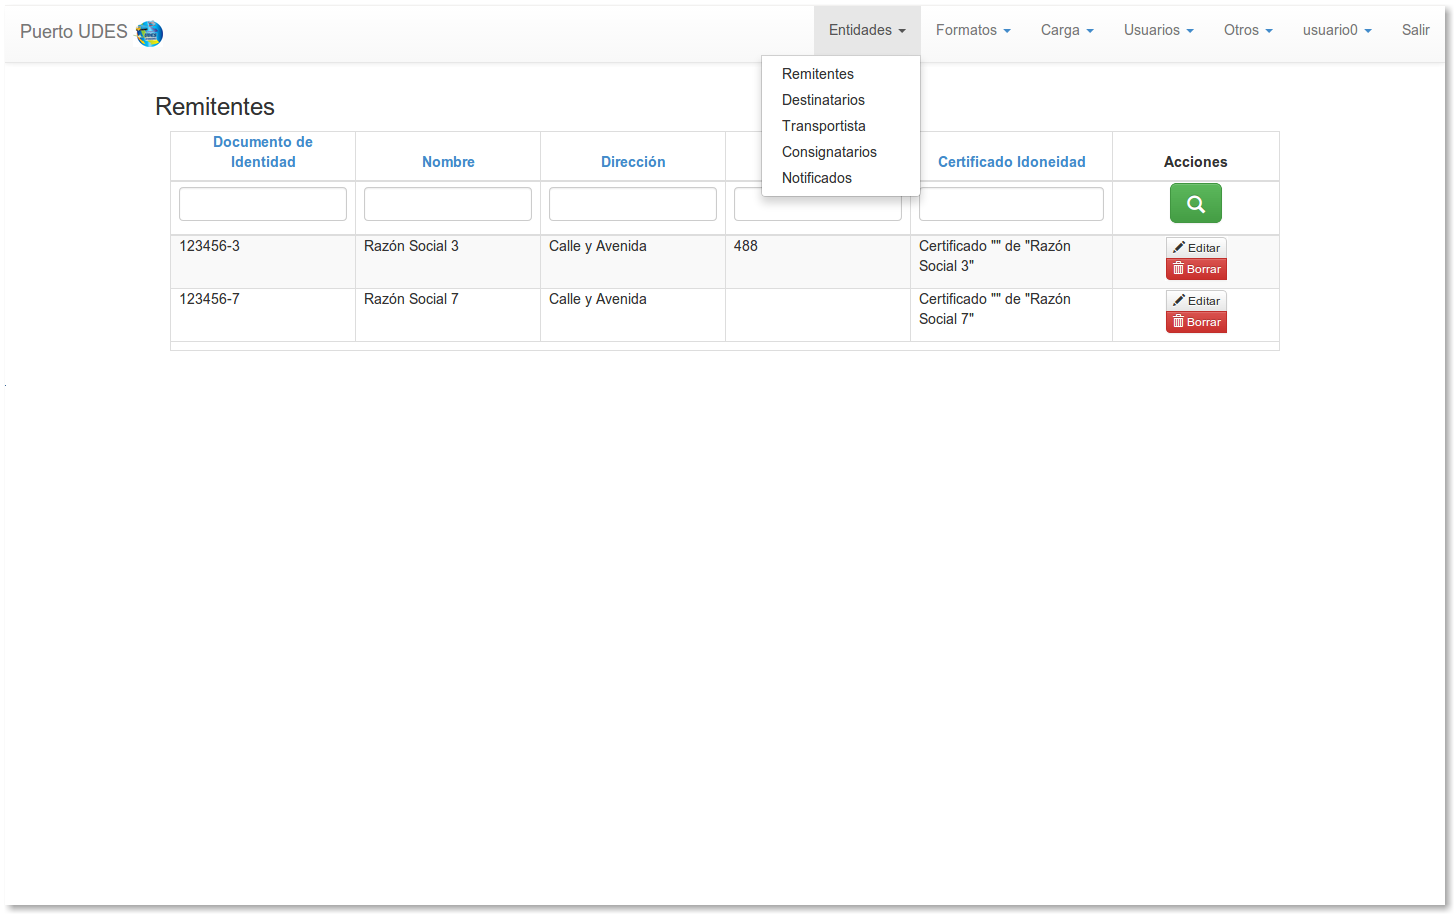 Puerto UDES
Entidades Formatos Carga Usuarios Otros usuario0 Salir
Remitentes
Destinatarios
Transportista
Consignatarios
Notificados
Remitentes
Documento de
Identidad Nombre Dirección Certificado Idoneidad Acciones
123456-3 Razón Social 3 Calle y Avenida 488 Certificado "" de "Razón
Social 3"
Editar
Borrar
123456-7 Razón Social 7 Calle y Avenida Certificado "" de "Razón
Social 7"
Editar
Borrar